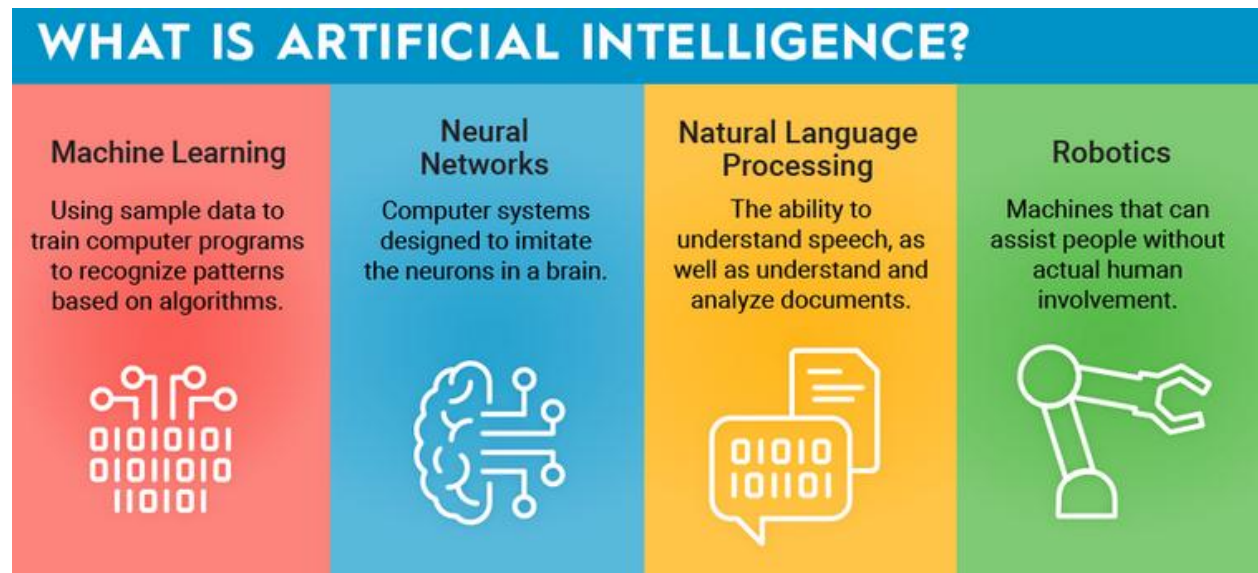 WHAT IS ARTIFICIAL INTELLIGENCE?
Machine Learning
Using sample data to
train computer programs
to recognize patterns
based on algorithms.
01010101
01011010
110101
Neural
Networks
Computer systems
designed to imitate
the neurons in a brain.
Natural Language
Processing
The ability to
understand speech, as
well as understand and
analyze documents.
01010
101101
Robotics
Machines that can
assist people without
actual human
involvement.